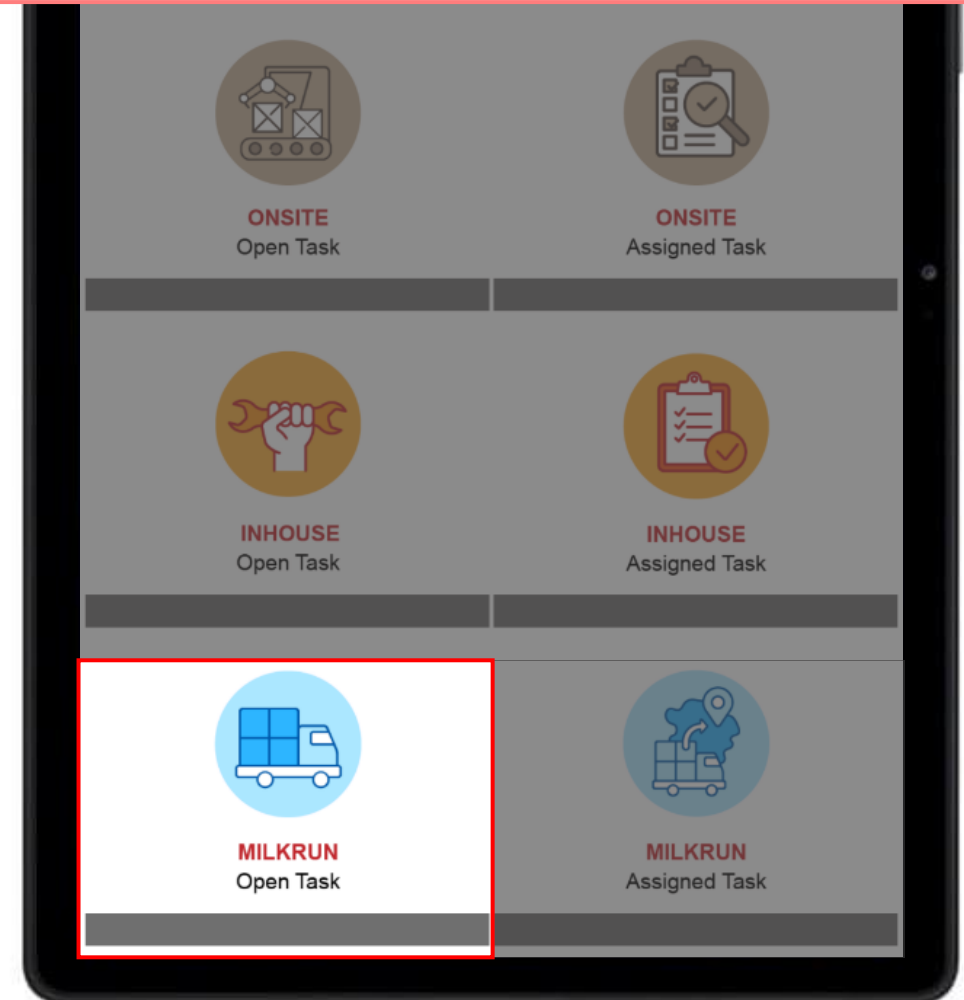 ONSITE
Open Task
ONSITE
Assigned Task
INHOUSE
Open Task
INHOUSE
Assigned Task
MILKRUN
Open Task
MILKRUN
Assigned Task